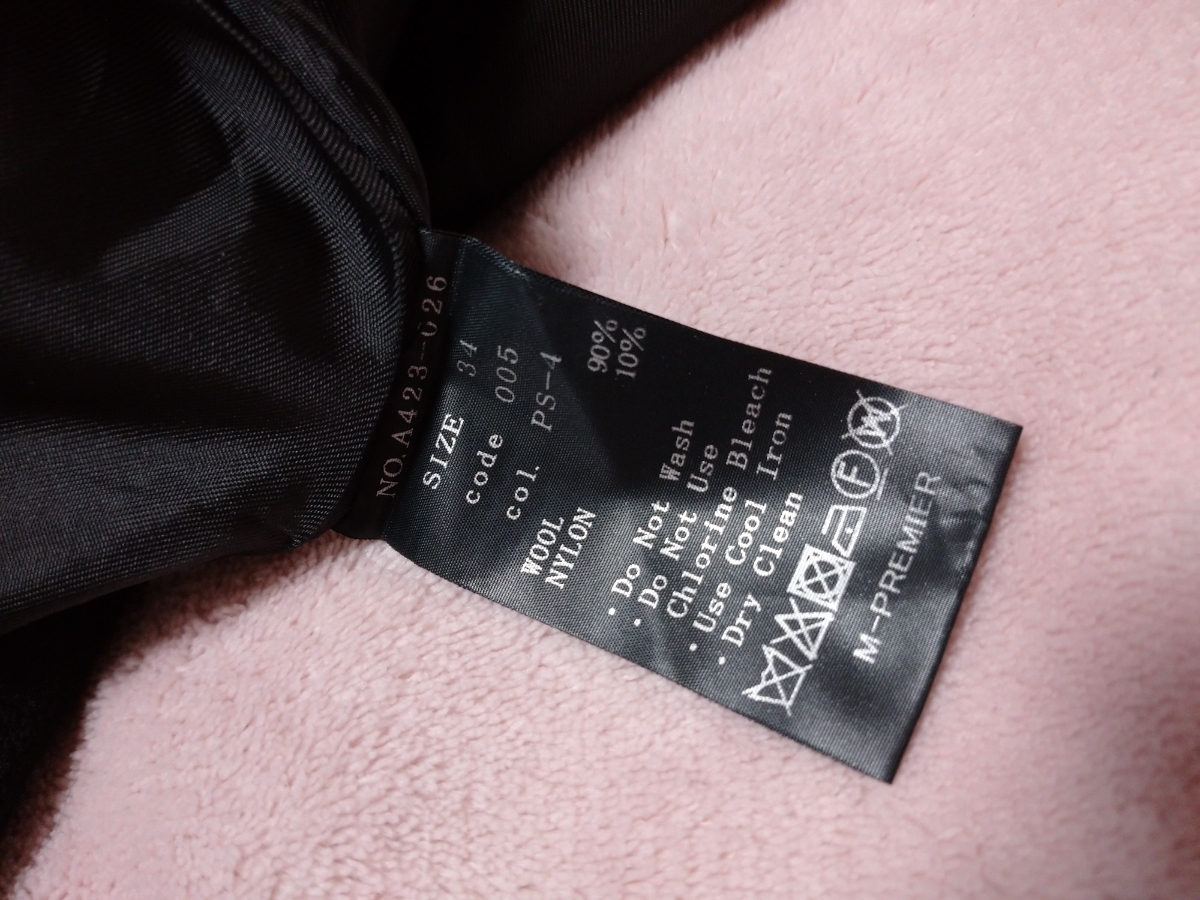 NO.A423-026
SIZE 34
code 005
col. PS-4
WOOL 90%
NYLON 10%
・Do Not Wash
・Do Not Use
Chlorine Bleach
・Use Cool Iron
・Dry Clean
F W
M-PREMIER